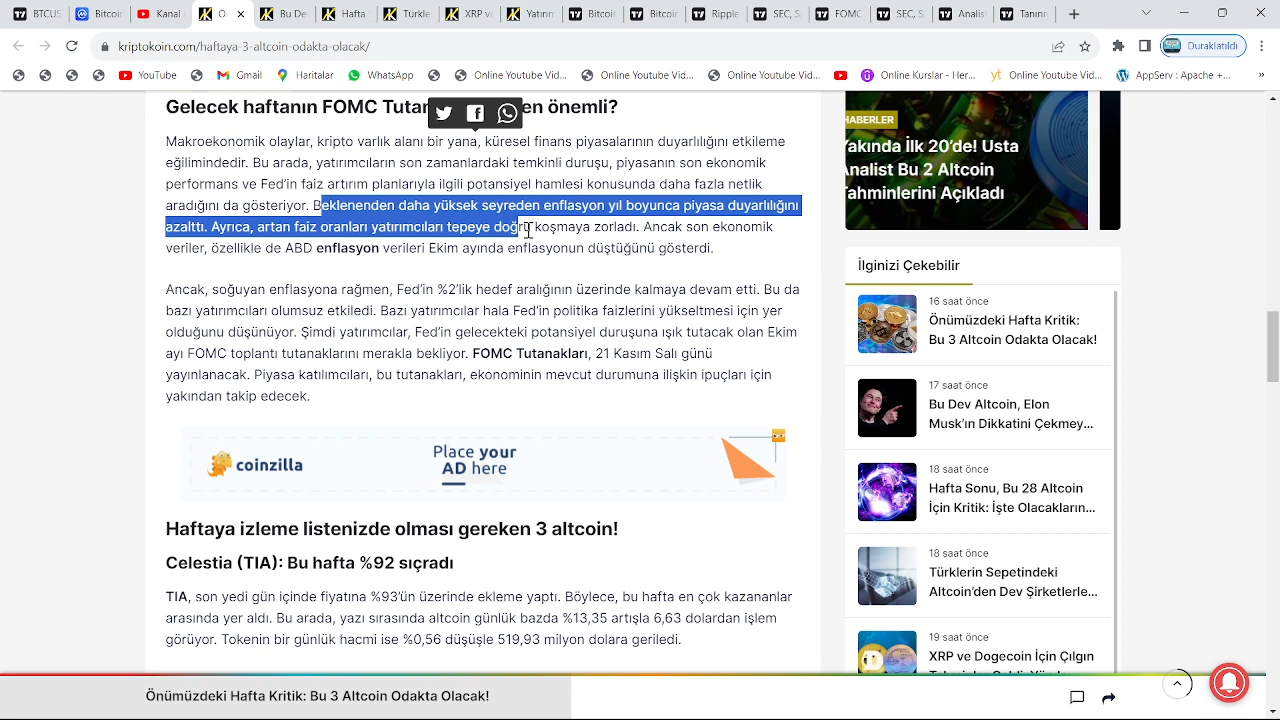 BTCUS
Bitcoir
Kanal
O
Bu De
Hafta
Türkle
XRP ve
Yatırın
Bitcoin
Bitcoir
Ripple
SEC, S
FOMC
SEC, S
Analis
Tanını
kriptokoin.com/haftaya-3-altcoin-odakta-olacak/
Duraklatıldı
YouTube
Gmail
Haritalar
WhatsApp
Online Youtube Vid...
Online Youtube Vid...
Online Youtube Vid...
Online Kurslar - Her...
Online Youtube Vid...
AppServ : Apache +...
Gelecek haftanın FOMC Tutar en önemli?
Makroekonomik olaylar, kripto varlık alanı bir yana, küresel finans piyasalarının duyarlılığını etkileme
eğilimindedir. Bu arada, yatırımcıların son zamanlardaki temkinli duruşu, piyasanın son ekonomik
performans ve Fed’in faiz artırım planlarıyla ilgili potansiyel hamlesi konusunda daha fazla netlik
aradığını da gösteriyor. Beklenenden daha yüksek seyreden enflasyon yıl boyunca piyasa duyarlılığını
azalttı. Ayrıca, artan faiz oranları yatırımcıları tepeye doğru koşmaya zorladı. Ancak son ekonomik
veriler, özellikle de ABD enflasyon verileri Ekim ayında enflasyonun düştüğünü gösterdi.
Ancak, soğuyan enflasyona rağmen, Fed’in %2’lik hedef aralığının üzerinde kalmaya devam etti. Bu da
bazı yatırımcıları olumsuz etkiledi. Bazı yatırımcılar hala Fed’in politika faizlerini yükseltmesi için yer
olduğunu düşünüyor. Şimdi yatırımcılar, Fed’in gelecekteki potansiyel duruşuna ışık tutacak olan Ekim
ayı FOMC toplantı tutanaklarını merakla bekliyor. FOMC Tutanakları, 21 Kasım Salı günü
yayınlanacak. Piyasa katılımcıları, bu tutanakları, ekonominin mevcut durumuna ilişkin ipuçları için
yakından takip edecek.
coinzilla
Place your
AD here
Haftaya izleme listenizde olması gereken 3 altcoin!
Celestia (TIA): Bu hafta %92 sıçradı
TIA, son yedi gün içinde fiyatına %93’ün üzerinde ekleme yaptı. Böylece, bu hafta en çok kazananlar
arasında yer aldı. Bu arada, yazı sırasında altcoin günlük bazda %13,35 artışla 6,63 dolardan işlem
görüyor. Tokenin bir günlük hacmi ise %0,56 düşüşle 519,93 milyon dolara geriledi.
HABERLER
Yakında İlk 20’de! Usta
Analist Bu 2 Altcoin
Tahminlerini Açıkladı
İlginizi Çekebilir
16 saat önce
Önümüzdeki Hafta Kritik:
Bu 3 Altcoin Odakta Olacak!
17 saat önce
Bu Dev Altcoin, Elon
Musk’ın Dikkatini Çekmey...
18 saat önce
Hafta Sonu, Bu 28 Altcoin
İçin Kritik: İşte Olacakların...
18 saat önce
Türklerin Sepetindeki
Altcoin’den Dev Şirketlerle...
19 saat önce
XRP ve Dogecoin İçin Çılgın
Önümüzdeki Hafta Kritik: Bu 3 Altcoin Odakta Olacak!